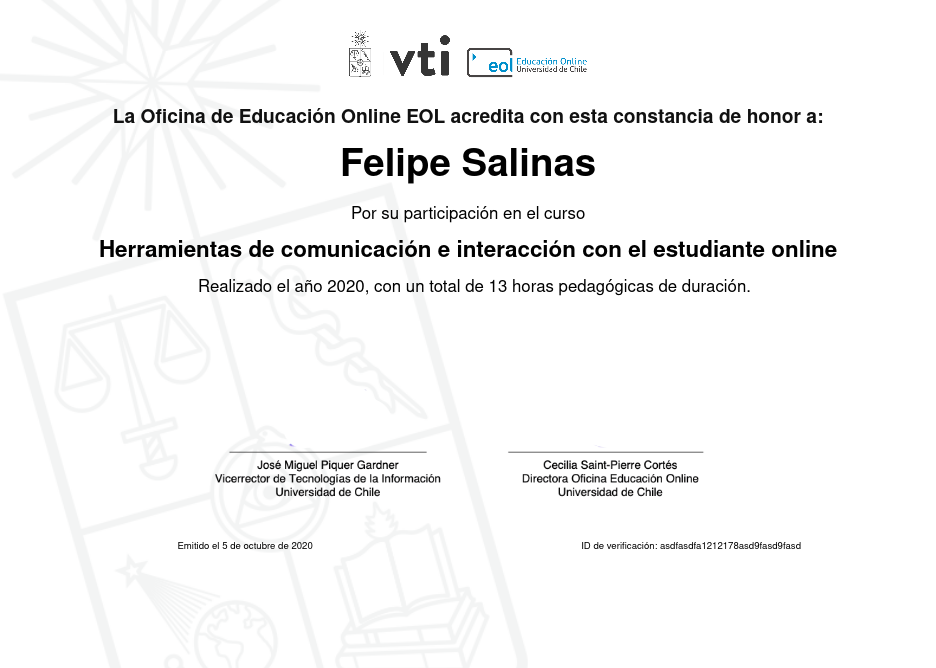 vti
eol Educación Online
Universidad de Chile
La Oficina de Educación Online EOL acredita con esta constancia de honor a:
Felipe Salinas
Por su participación en el curso
Herramientas de comunicación e interacción con el estudiante online
Realizado el año 2020, con un total de 13 horas pedagógicas de duración.
José Miguel Piquer Gardner
Vicerrector de Tecnologías de la Información
Universidad de Chile
Cecilia Saint-Pierre Cortés
Directora Oficina Educación Online
Universidad de Chile
Emitido el 5 de octubre de 2020
ID de verificación: asdfasdfa1212178asd9fasd9fasd